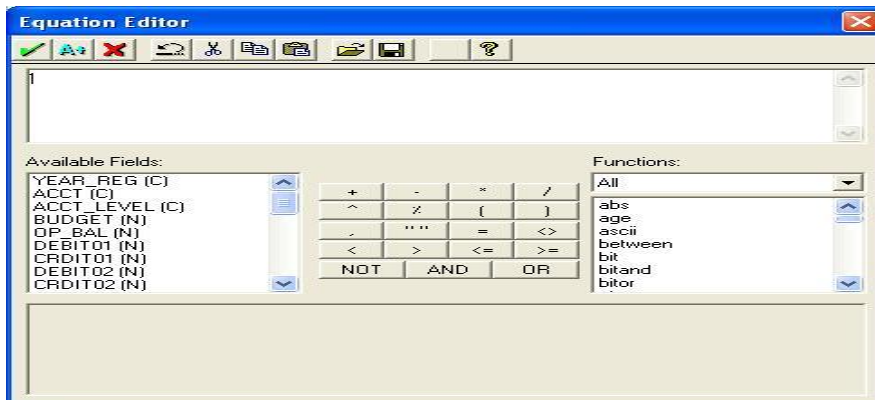 Equation Editor
1
Available Fields:
Functions:
YEAR_REG (C)
ACCT (C)
ACCT_LEVEL (C)
BUDGET (N)
OP_BAL (N)
DEBIT01 (N)
CRDIT01 (N)
DEBIT02 (N)
CRDIT02 (N)
+ - * /
^ % ( )
, "" = <>
< > <= >=
NOT AND OR
All
abs
age
ascii
between
bit
bitand
bitor